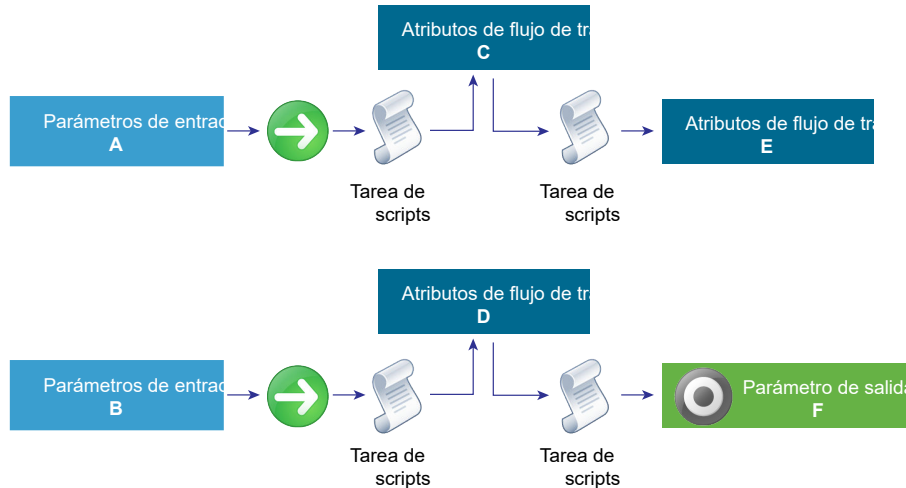 Atributos de flujo de tra
C
Parámetros de entrad
A
Atributos de flujo de tra
E
Tarea de
scripts
Tarea de
scripts
Atributos de flujo de tra
D
Parámetros de entrad
B
Parámetro de salida
F
Tarea de
scripts
Tarea de
scripts